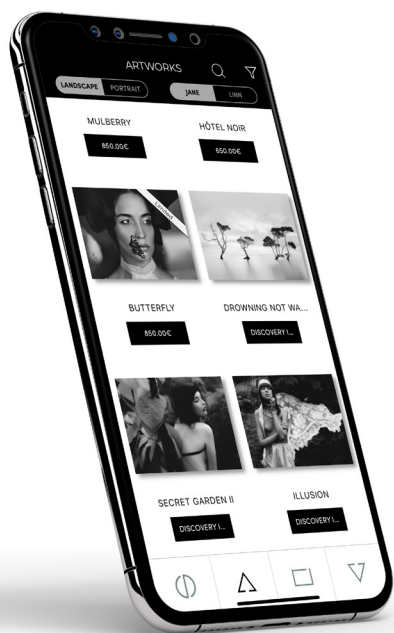 ARTWORKS
LANDSCAPE PORTRAIT JANE LINN
MULBERRY HÔTEL NOIR
850.00€ 650.00€
Limited
BUTTERFLY DROWNING NOT WA...
850.00€ DISCOVERY I...
SECRET GARDEN II ILLUSION
DISCOVERY I... DISCOVERY I...